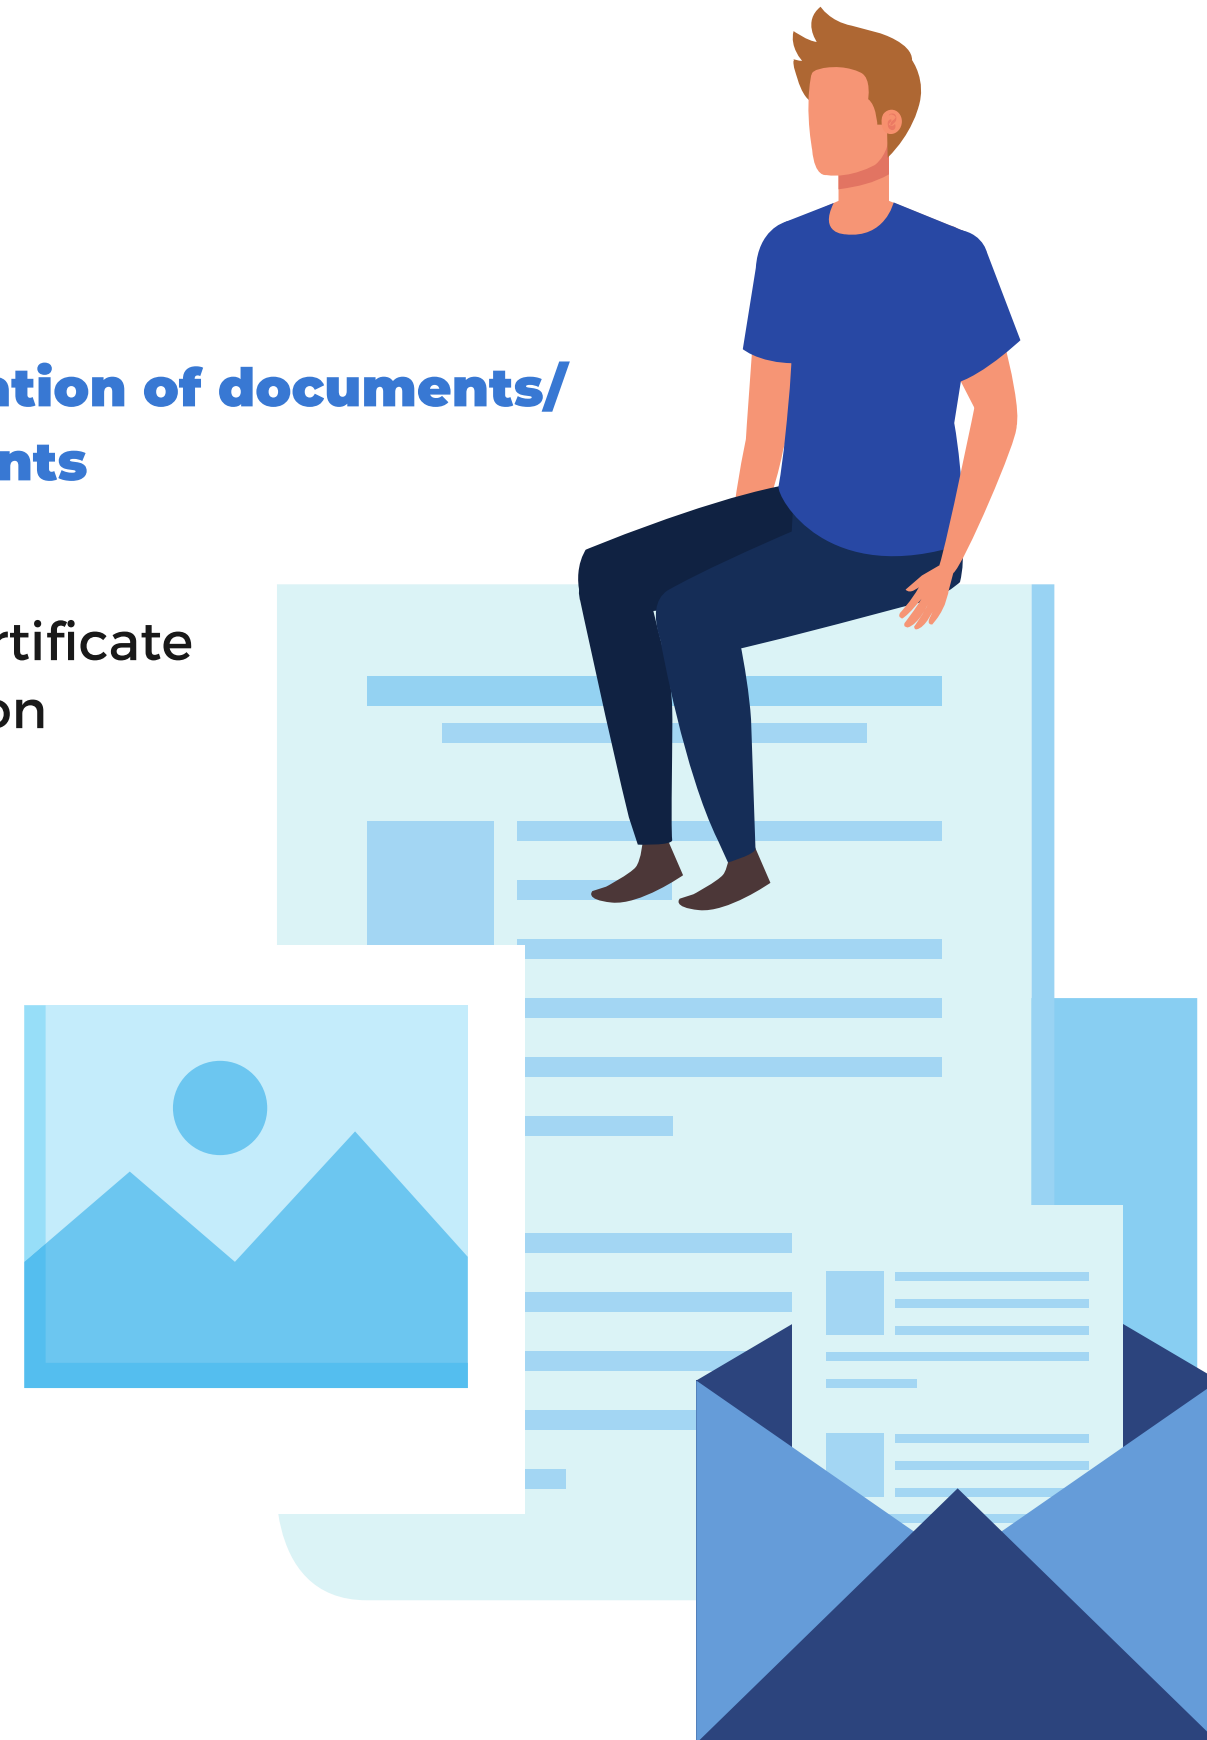 ation of documents/
nts
rtificate
on